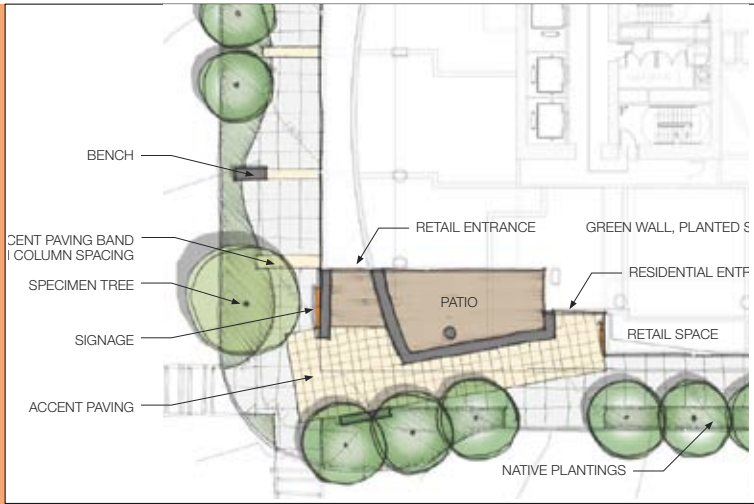 BENCH
RETAIL ENTRANCE
GREEN WALL, PLANTED
CENT PAVING BAND
COLUMN SPACING
RESIDENTIAL
SPECIMEN TREE
PATIO
SIGNAGE
RETAIL SPACE
ACCENT PAVING
NATIVE PLANTINGS